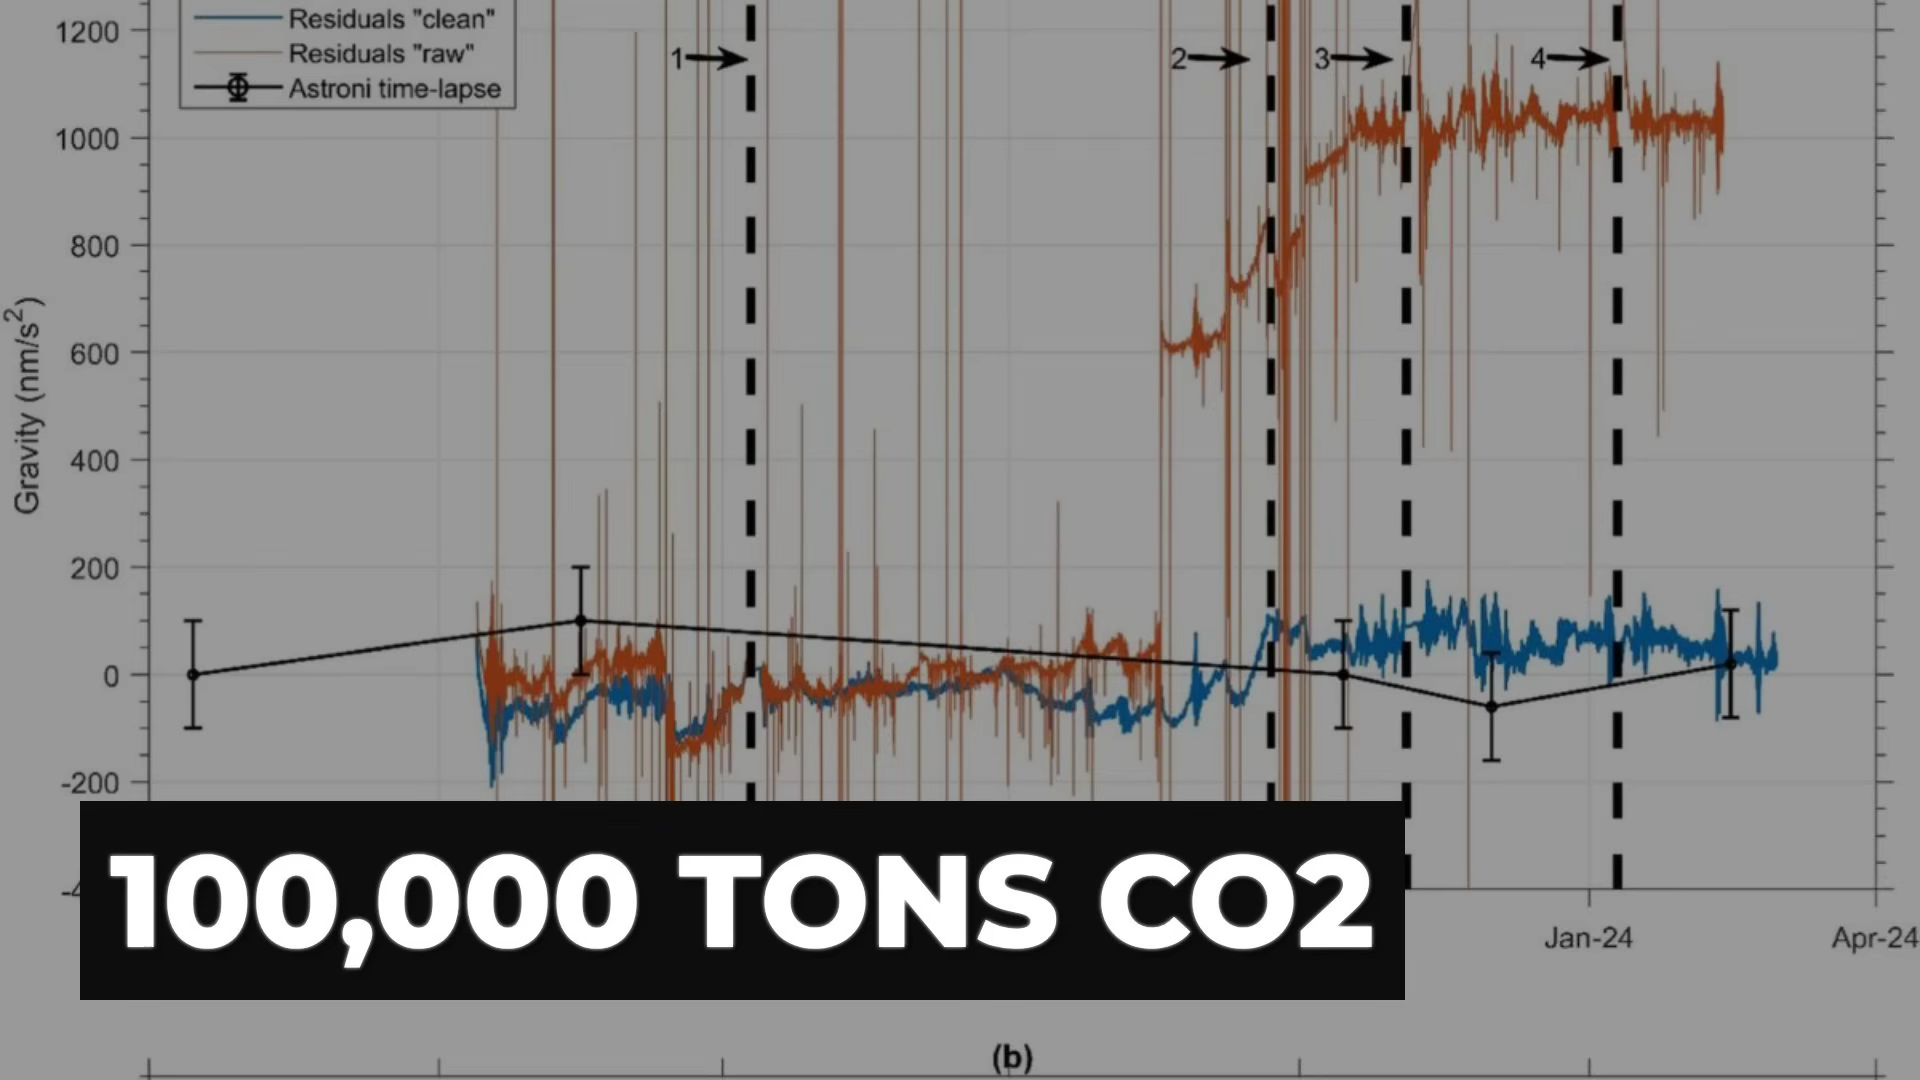 1200
Residuals "clean"
Residuals "raw"
Astroni time-lapse
1
2
3
4
1000
800
600
400
200
0
-200
Gravity (nm/s²)
100,000 TONS CO2
Jan-24
Apr-24
(b)